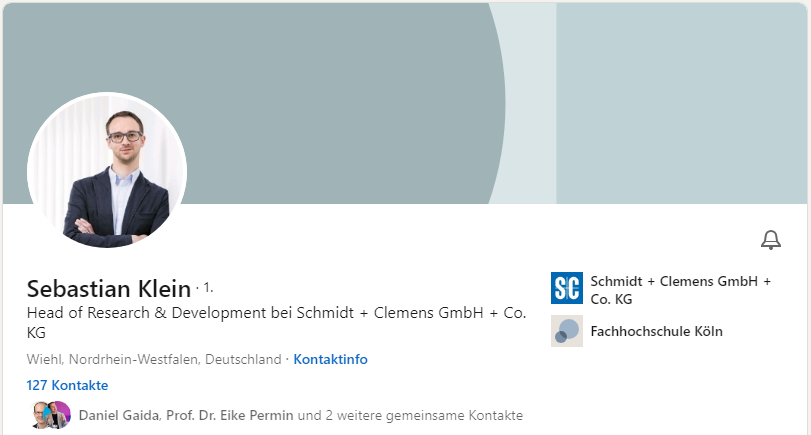 Sebastian Klein · 1.
Head of Research & Development bei Schmidt + Clemens GmbH + Co.
KG
Wiehl, Nordrhein-Westfalen, Deutschland · Kontaktinfo
127 Kontakte
Daniel Gaida, Prof. Dr. Eike Permin und 2 weitere gemeinsame Kontakte
S+C
Schmidt + Clemens GmbH +
Co. KG
Fachhochschule Köln